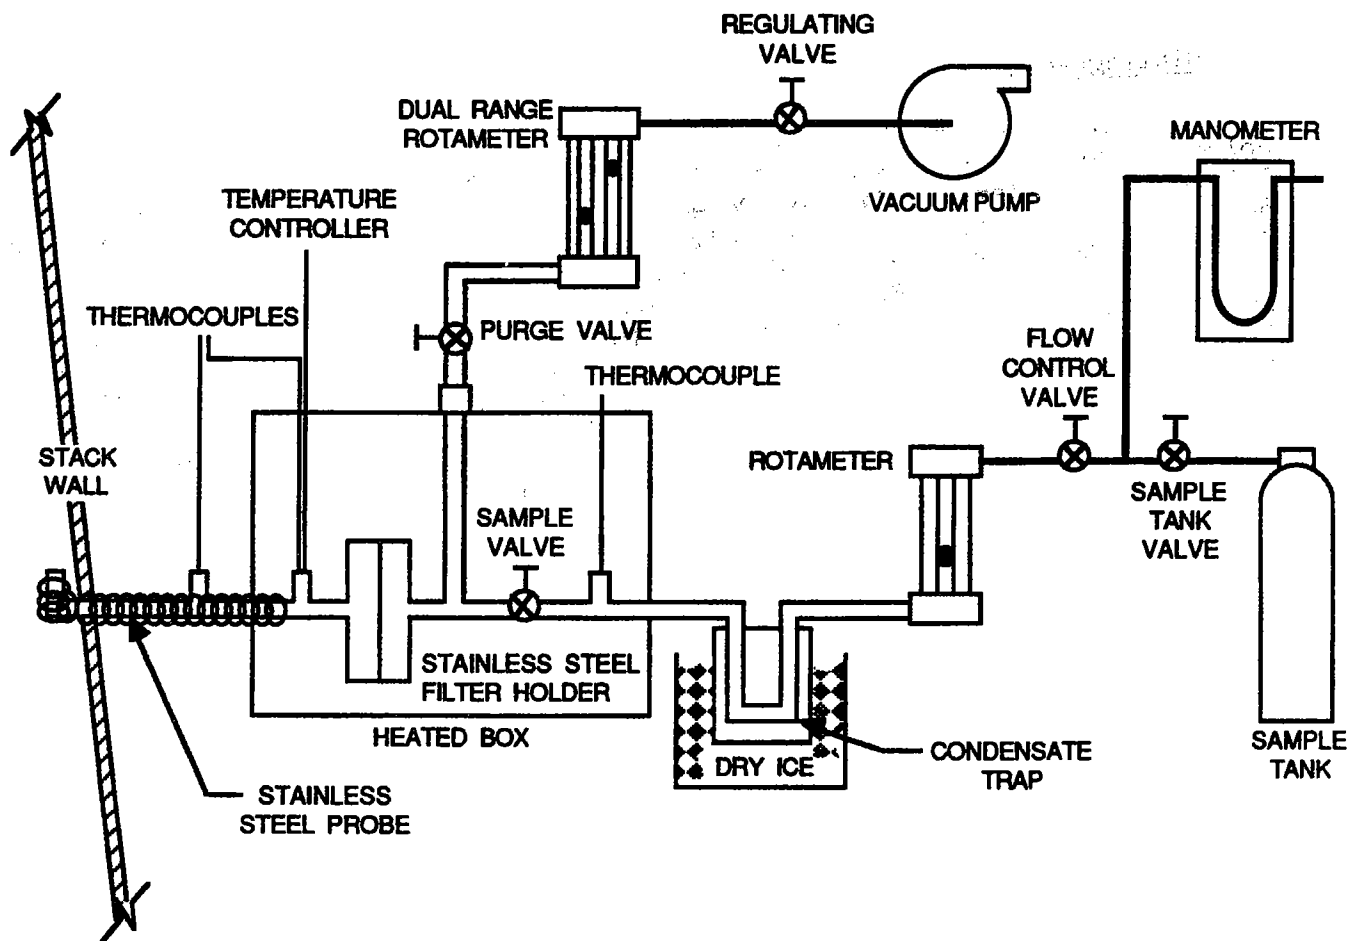 REGULATING
VALVE
DUAL RANGE
ROTAMETER
MANOMETER
TEMPERATURE
CONTROLLER
VACUUM PUMP
THERMOCOUPLES
PURGE VALVE
FLOW
CONTROL
VALVE
THERMOCOUPLE
STACK
WALL
ROTAMETER
SAMPLE
VALVE
SAMPLE
TANK
VALVE
STAINLESS STEEL
FILTER HOLDER
HEATED BOX
DRY ICE
CONDENSATE
TRAP
SAMPLE
TANK
STAINLESS
STEEL PROBE